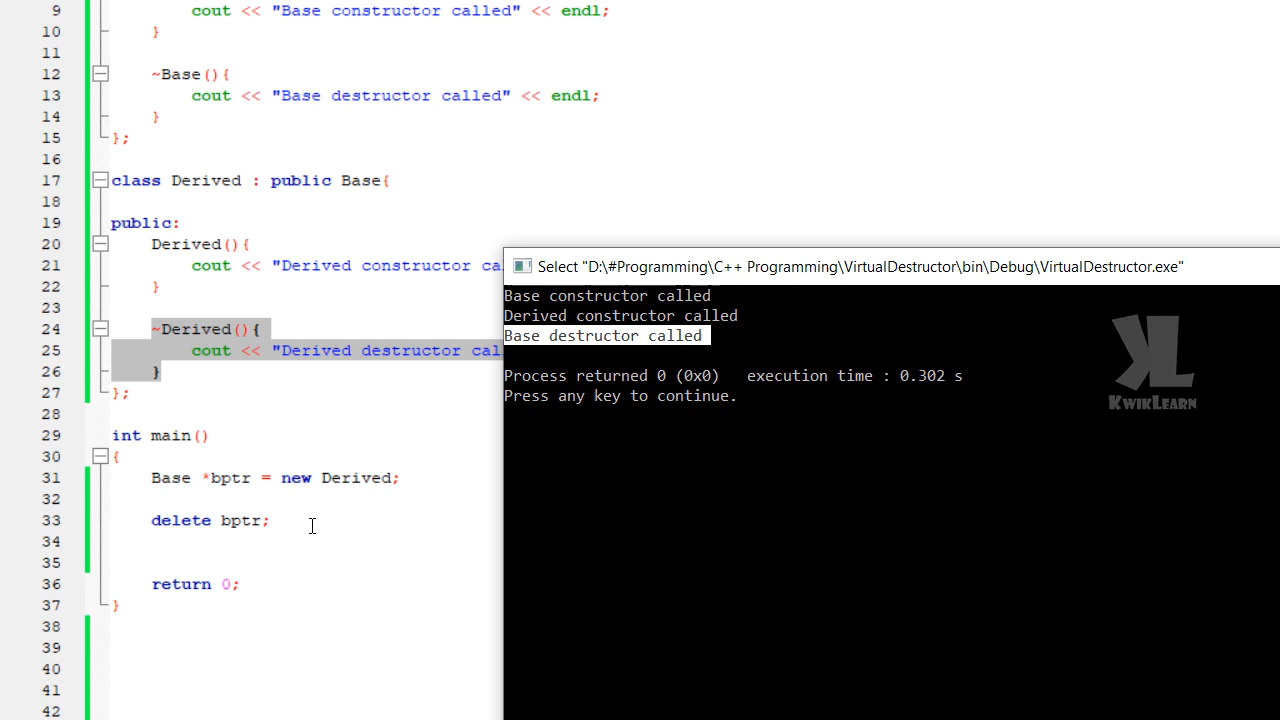 9 cout << "Base constructor called" << endl;
10 }
11
12 ~Base(){
13 cout << "Base destructor called" << endl;
14 }
15 };
16
17 class Derived : public Base{
18
19 public:
20 Derived(){
21 cout << "Derived constructor ca
22 }
23
24 ~Derived(){
25 cout << "Derived destructor cal
26 }
27 };
28
29 int main()
30 {
31 Base *bptr = new Derived;
32
33 delete bptr;
34
35
36 return 0;
37 }
38
39
40
41
42
Select "D:\#Programming\C++ Programming\VirtualDestructor\bin\Debug\VirtualDestructor.exe"
Base constructor called
Derived constructor called
Base destructor called
Process returned 0 (0x0) execution time : 0.302 s
Press any key to continue.
KL
KwikLearn